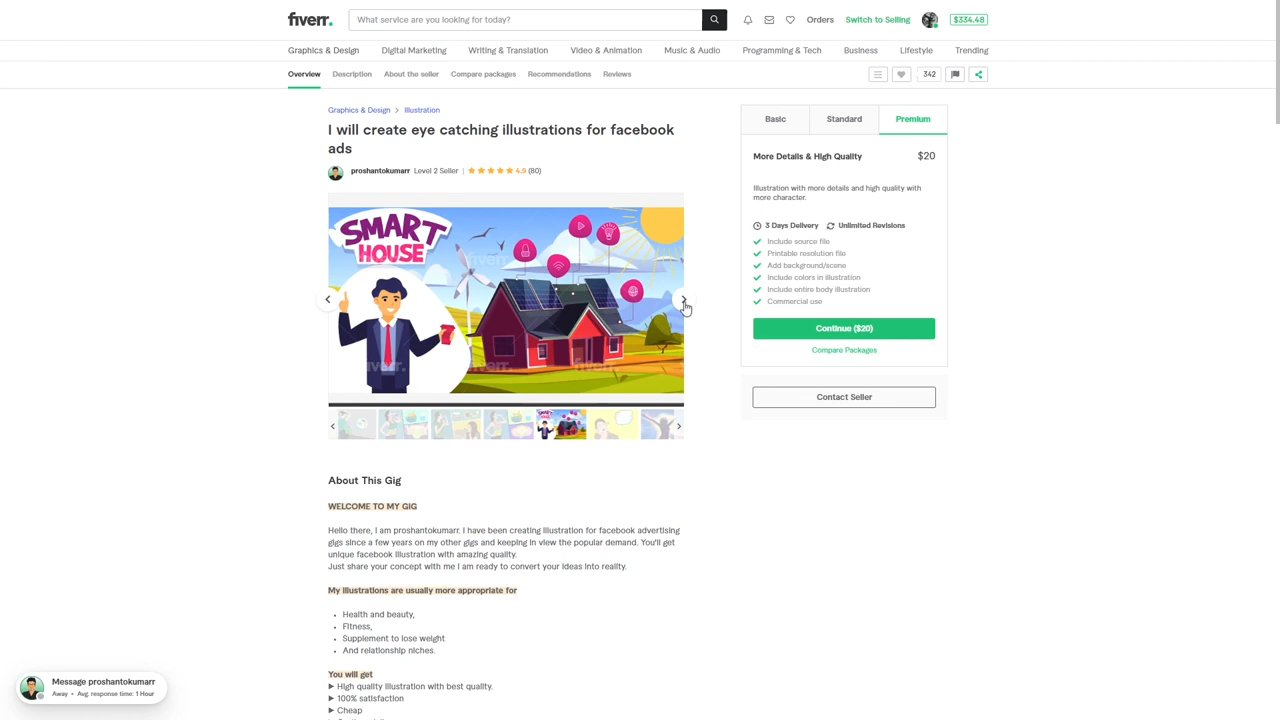 fiverr.
What service are you looking for today?
Orders
Switch to Selling
$334.48
Graphics & Design
Digital Marketing
Writing & Translation
Video & Animation
Music & Audio
Programming & Tech
Business
Lifestyle
Trending
Overview
Description
About the seller
Compare packages
Recommendations
Reviews
342
Graphics & Design > Illustration
I will create eye catching illustrations for facebook
ads
proshantokumarr Level 2 Seller | 4.9 (80)
SMART
HOUSE
fiverr.
fiverr.
fiverr.
fiverr.
SMART
HOUSE
Basic
Standard
Premium
More Details & High Quality
$20
Illustration with more details and high quality with
more character.
3 Days Delivery
Unlimited Revisions
Include source file
Printable resolution file
Add background/scene
Include colors in illustration
Include entire body illustration
Commercial use
Continue ($20)
Compare Packages
Contact Seller
About This Gig
WELCOME TO MY GIG
Hello there, I am proshantokumarr. I have been creating illustration for facebook advertising
gigs since a few years on my other gigs and keeping in view the popular demand. You'll get
unique facebook illustration with amazing quality.
Just share your concept with me I am ready to convert your ideas into reality.
My illustrations are usually more appropriate for
• Health and beauty,
• Fitness,
• Supplement to lose weight
• And relationship niches.
You will get
► High quality illustration with best quality.
► 100% satisfaction
► Cheap
Message proshantokumarr
Away • Avg. response time: 1 Hour